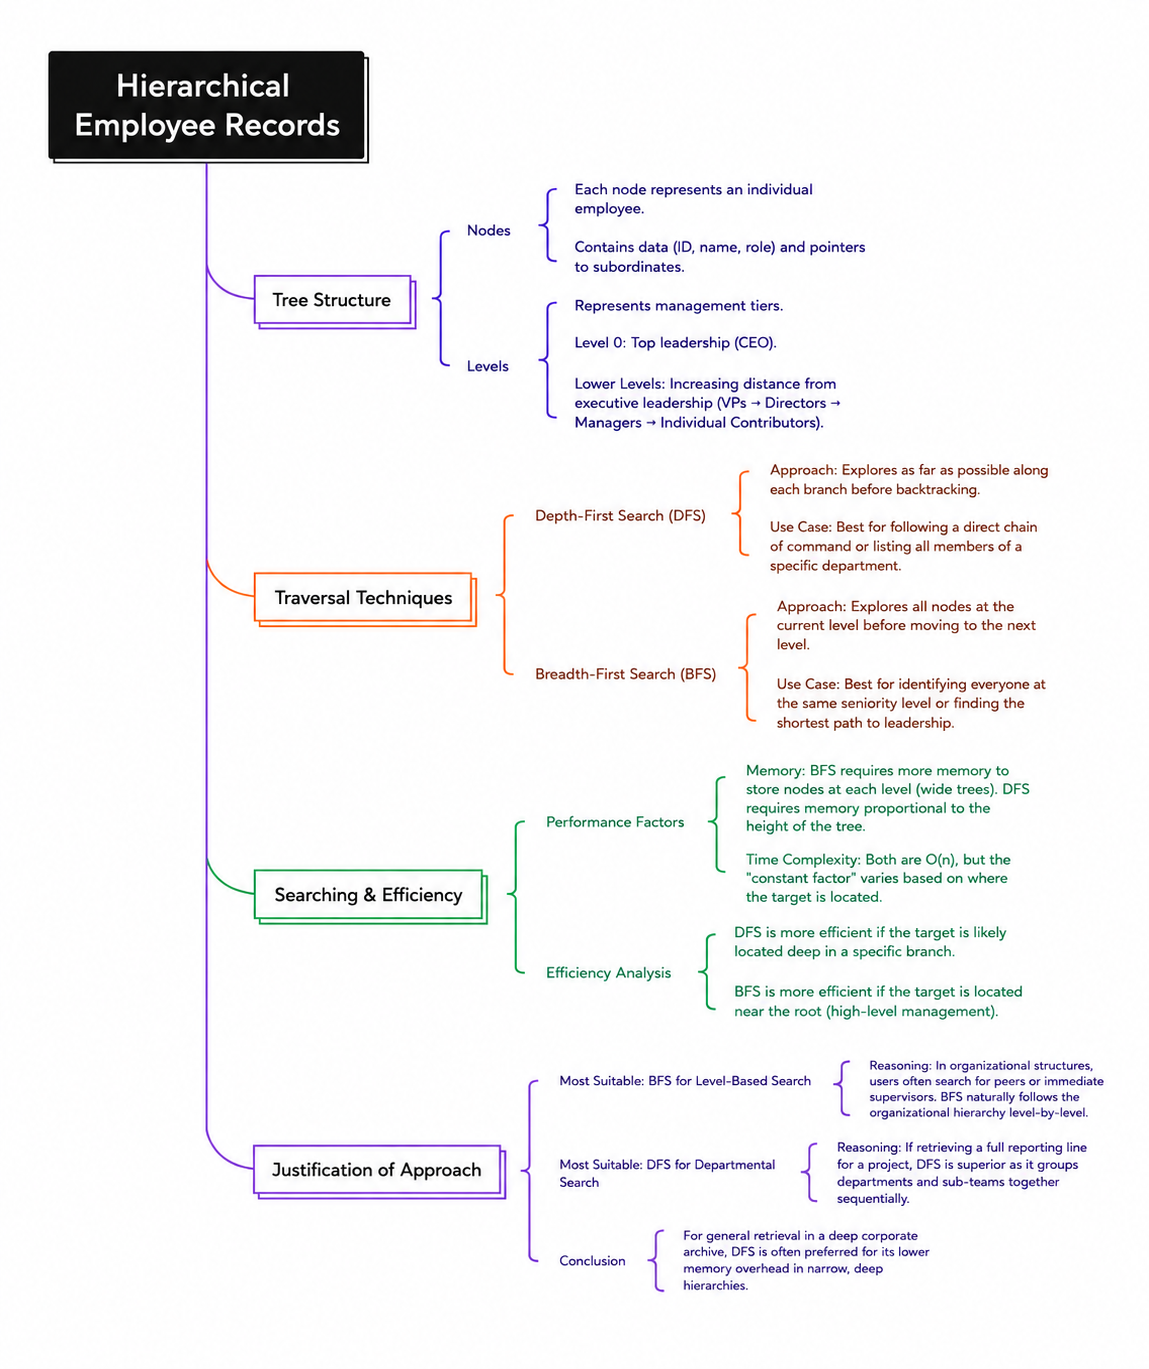 Hierarchical
Employee Records
Tree Structure
Nodes
Each node represents an individual
employee.
Contains data (ID, name, role) and pointers
to subordinates.
Levels
Represents management tiers.
Level 0: Top leadership (CEO).
Lower Levels: Increasing distance from
executive leadership (VPs → Directors →
Managers → Individual Contributors).
Traversal Techniques
Depth-First Search (DFS)
Approach: Explores as far as possible along
each branch before backtracking.
Use Case: Best for following a direct chain
of command or listing all members of a
specific department.
Breadth-First Search (BFS)
Approach: Explores all nodes at the
current level before moving to the next
level.
Use Case: Best for identifying everyone at
the same seniority level or finding the
shortest path to leadership.
Searching & Efficiency
Performance Factors
Memory: BFS requires more memory to
store nodes at each level (wide trees). DFS
requires memory proportional to the
height of the tree.
Time Complexity: Both are O(n), but the
"constant factor" varies based on where
the target is located.
Efficiency Analysis
DFS is more efficient if the target is likely
located deep in a specific branch.
BFS is more efficient if the target is located
near the root (high-level management).
Justification of Approach
Most Suitable: BFS for Level-Based Search
Reasoning: In organizational structures,
users often search for peers or immediate
supervisors. BFS naturally follows the
organizational hierarchy level-by-level.
Most Suitable: DFS for Departmental
Search
Reasoning: If retrieving a full reporting line
for a project, DFS is superior as it groups
departments and sub-teams together
sequentially.
Conclusion
For general retrieval in a deep corporate
archive, DFS is often preferred for its lower
memory overhead in narrow, deep
hierarchies.